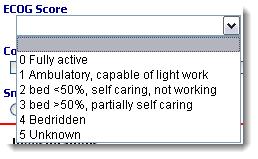 ECOG Score
0 Fully active
1 Ambulatory, capable of light work
2 bed <50%, self caring, not working
3 bed >50%, partially self caring
4 Bedridden
5 Unknown